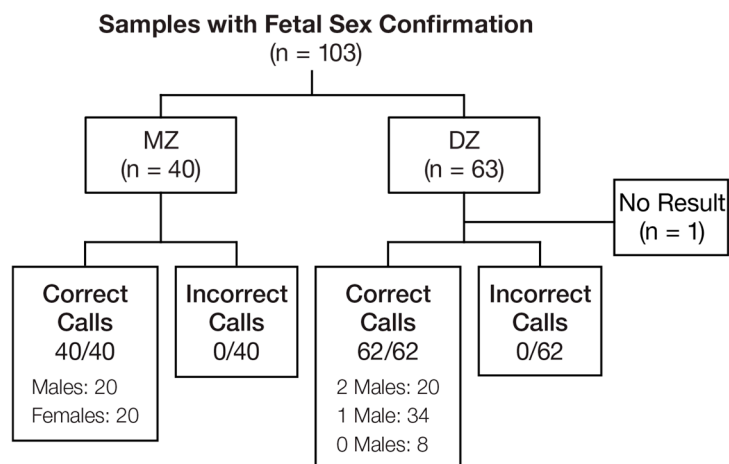 Samples with Fetal Sex Confirmation
(n = 103)
MZ
(n = 40)
DZ
(n = 63)
No Result
(n = 1)
Correct
Calls
40/40
Males: 20
Females: 20
Incorrect
Calls
0/40
Correct
Calls
62/62
2 Males: 20
1 Male: 34
0 Males: 8
Incorrect
Calls
0/62